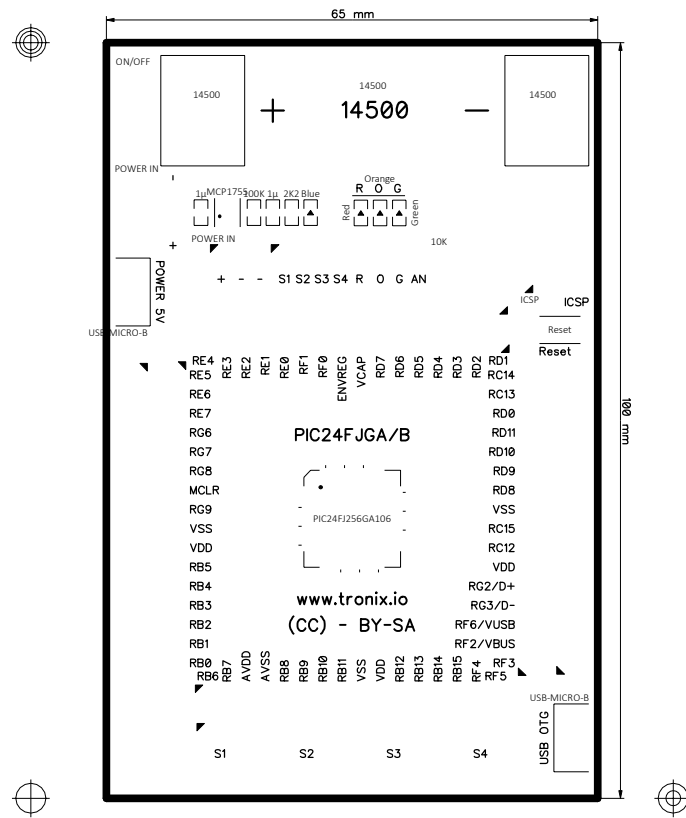 65 mm
ON/OFF
14500
14500
14500
14500
+
−
POWER IN
-
Orange
R O G
1µ MCP1755 100K 1µ 2K2 Blue
Red
Green
POWER IN
+
10K
+ - - S1 S2 S3 S4 R O G AN
POWER 5V
USB-MICRO-B
ICSP
ICSP
Reset
Reset
100 mm
RE4 RE3 RE2 RE1 RE0 RF1 RF0 ENVREG VCAP RD7 RD6 RD5 RD4 RD3 RD2 RD1
RE5 RC14
RE6 RC13
RE7 RD0
RG6 PIC24FJGA/B RD11
RG7 RD10
RG8 RD9
MCLR RD8
RG9 VSS
PIC24FJ256GA106
VSS RC15
VDD RC12
RB5 VDD
RB4 RG2/D+
RB3 www.tronix.io RG3/D-
RB2 (CC) - BY-SA RF6/VUSB
RB1 RF2/VBUS
RB0 RF3
RB6 RB7 AVDD AVSS RB8 RB9 RB10 RB11 VSS VDD RB12 RB13 RB14 RB15 RF4 RF5
USB-MICRO-B
USB OTG
S1 S2 S3 S4